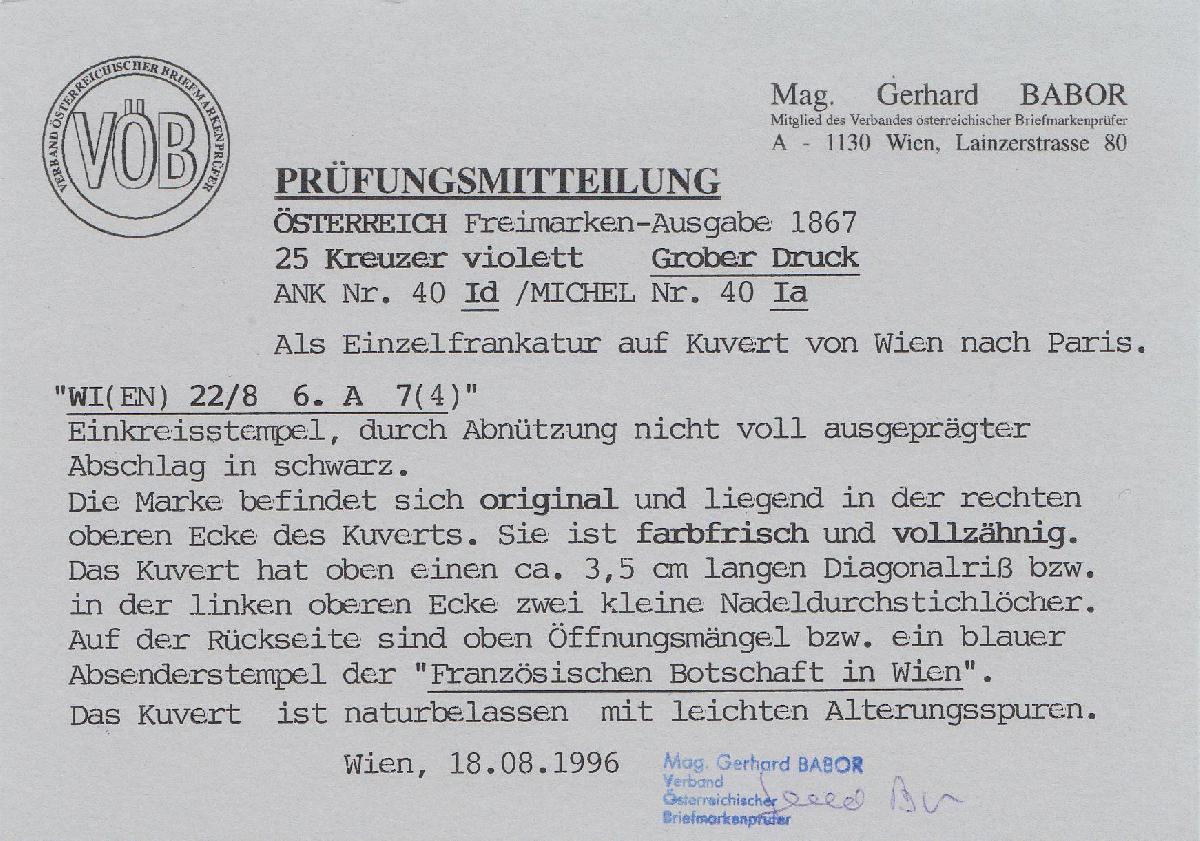 VERBAND ÖSTERREICHISCHER BRIEFMARKENPRÜFER
VÖB
Mag. Gerhard BABOR
Mitglied des Verbandes österreichischer Briefmarkenprüfer
A - 1130 Wien, Lainzerstrasse 80
PRÜFUNGSMITTEILUNG
ÖSTERREICH Freimarken-Ausgabe 1867
25 Kreuzer violett Grober Druck
ANK Nr. 40 Id /MICHEL Nr. 40 Ia
Als Einzelfrankatur auf Kuvert von Wien nach Paris.
"WI(EN) 22/8 6. A 7(4)"
Einkreisstempel, durch Abnützung nicht voll ausgeprägter
Abschlag in schwarz.
Die Marke befindet sich original und liegend in der rechten
oberen Ecke des Kuverts. Sie ist farbfrisch und vollzähnig.
Das Kuvert hat oben einen ca. 3,5 cm langen Diagonalriß bzw.
in der linken oberen Ecke zwei kleine Nadeldurchstichlöcher.
Auf der Rückseite sind oben Öffnungsmängel bzw. ein blauer
Absenderstempel der "Französischen Botschaft in Wien".
Das Kuvert ist naturbelassen mit leichten Alterungsspuren.
Wien, 18.08.1996
Mag. Gerhard BABOR
Verband
Österreichischer
Briefmarkenprüfer